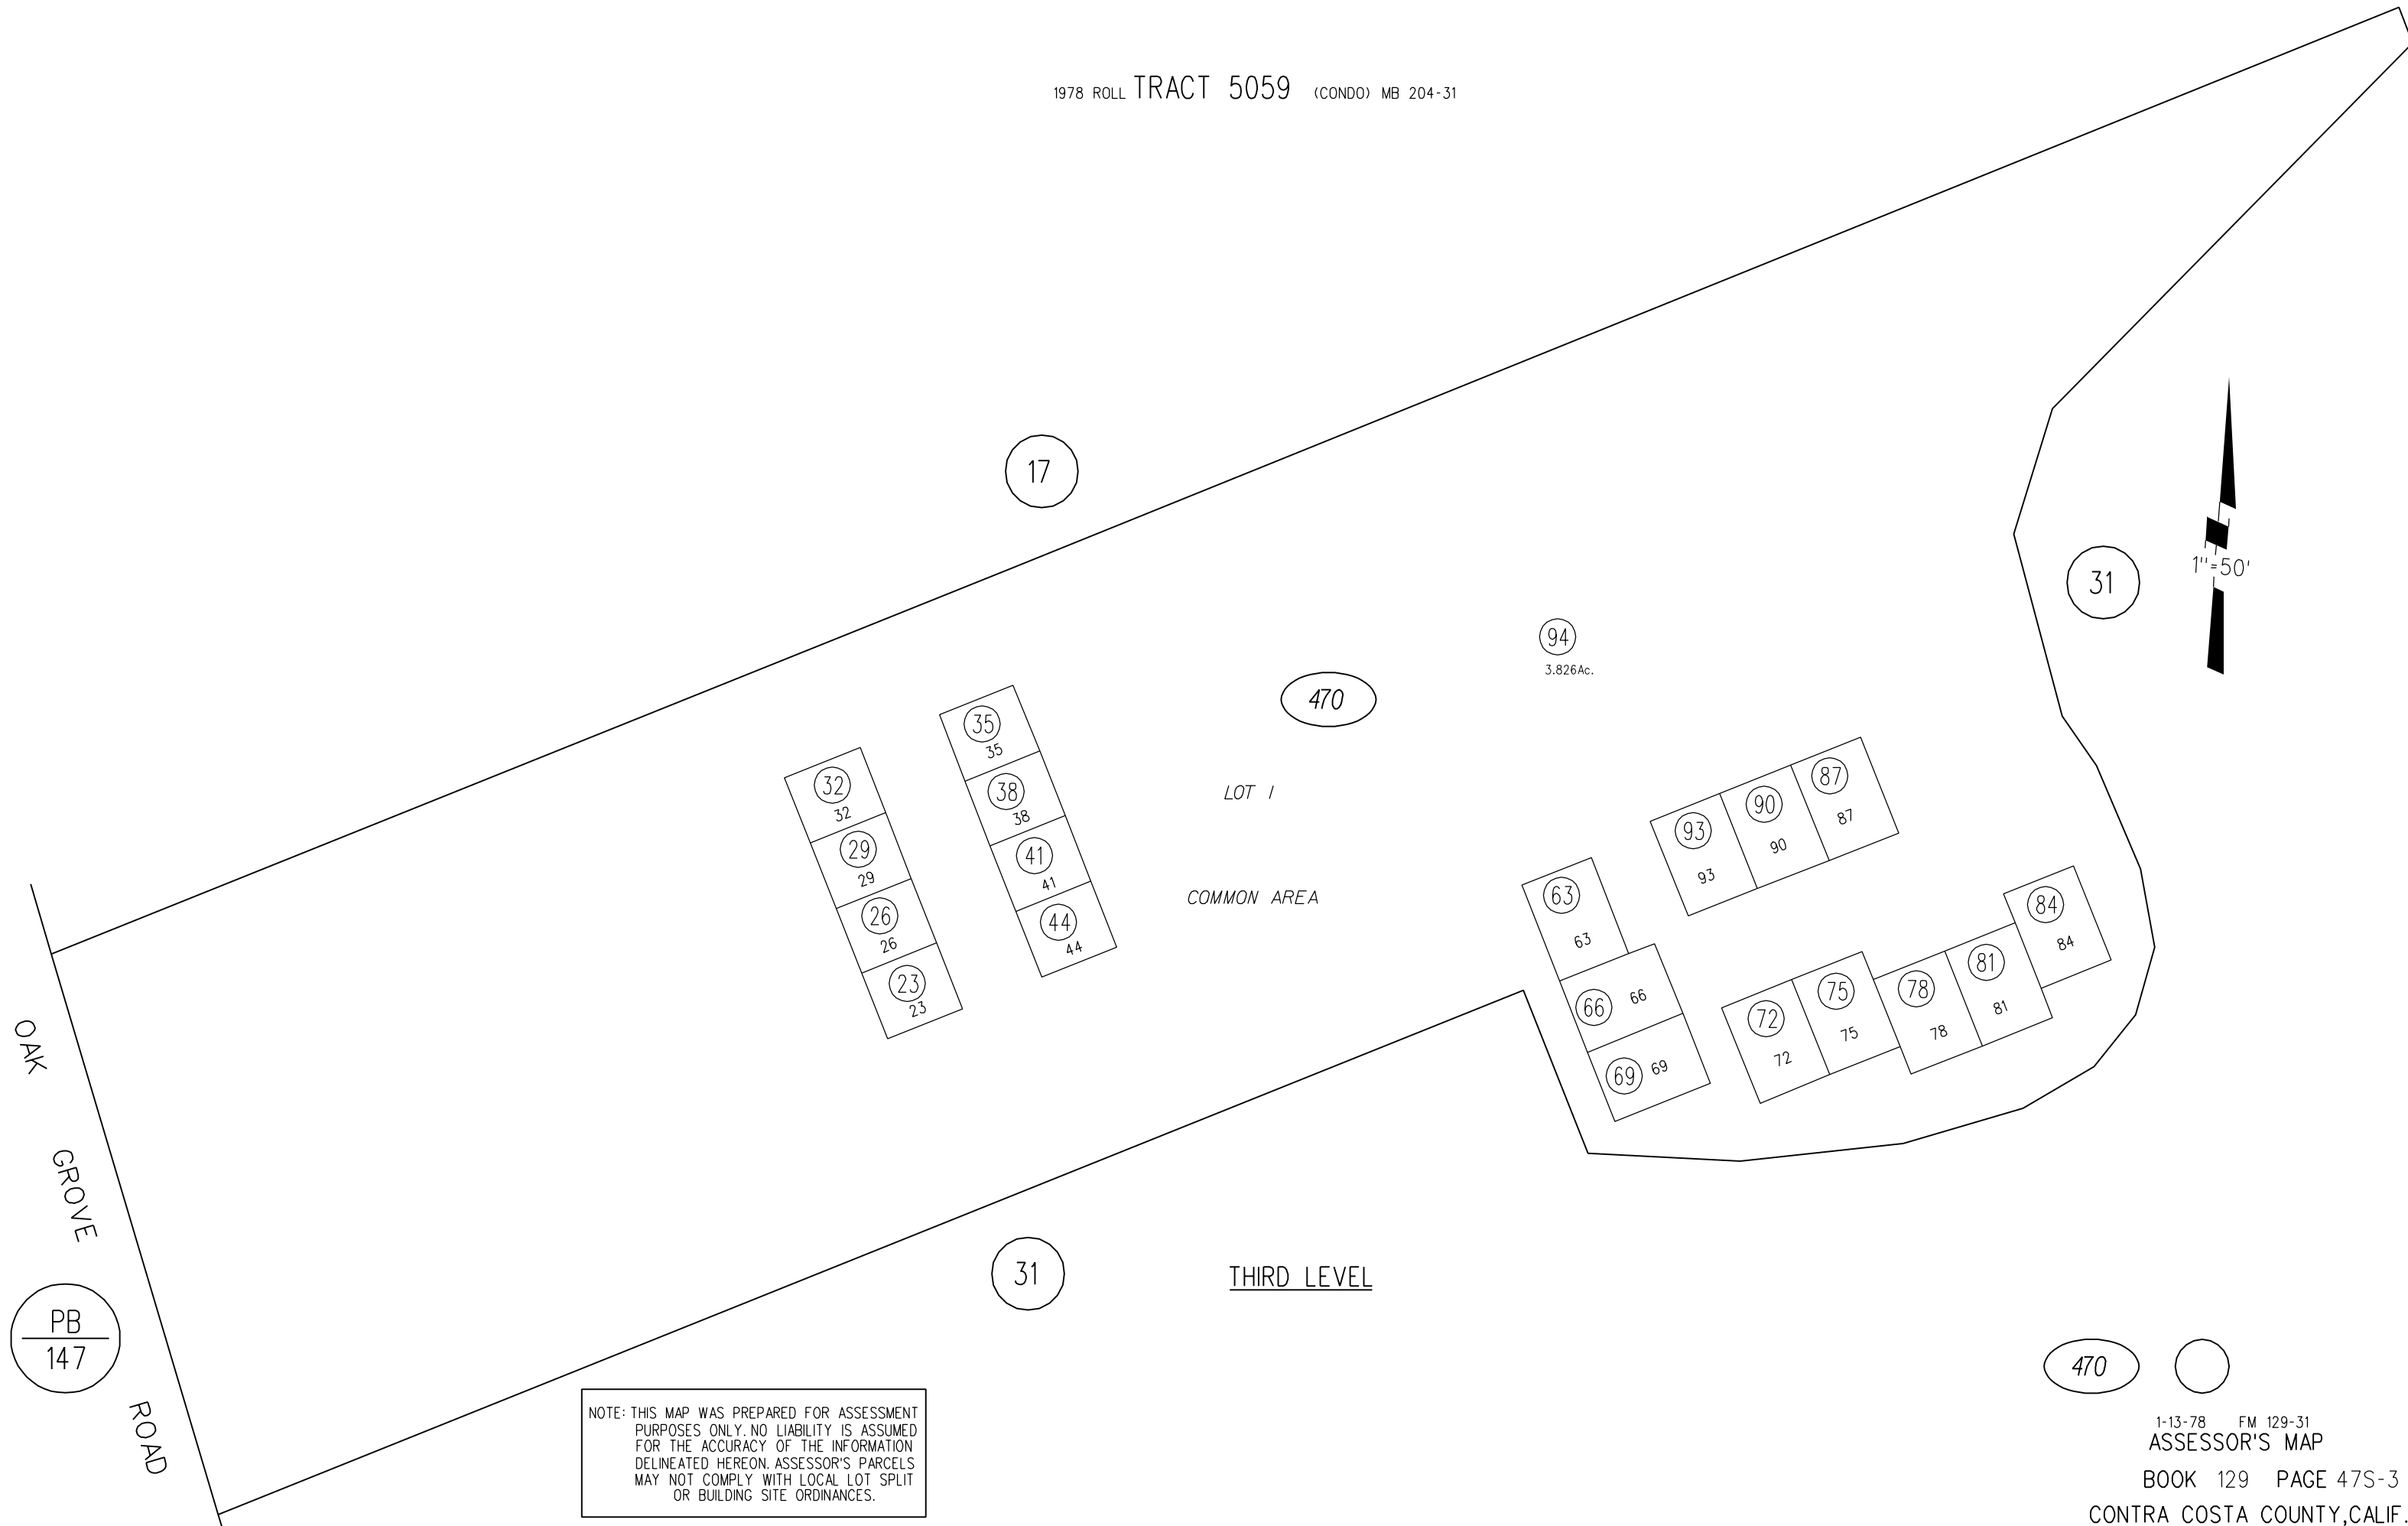 1978 ROLL TRACT 5059 (CONDO) MB 204-31
17
31
1"=50'
94
3.826Ac.
470
35
35
32
32
38
38
LOT 1
29
29
41
41
COMMON AREA
26
26
44
44
23
23
87
87
90
90
93
93
63
63
66
66
69
69
84
84
81
81
78
78
75
75
72
72
OAK GROVE ROAD
31
THIRD LEVEL
PB
147
470
NOTE: THIS MAP WAS PREPARED FOR ASSESSMENT
PURPOSES ONLY. NO LIABILITY IS ASSUMED
FOR THE ACCURACY OF THE INFORMATION
DELINEATED HEREON. ASSESSOR'S PARCELS
MAY NOT COMPLY WITH LOCAL LOT SPLIT
OR BUILDING SITE ORDINANCES.
1-13-78 FM 129-31
ASSESSOR'S MAP
BOOK 129 PAGE 47S-3
CONTRA COSTA COUNTY,CALIF.